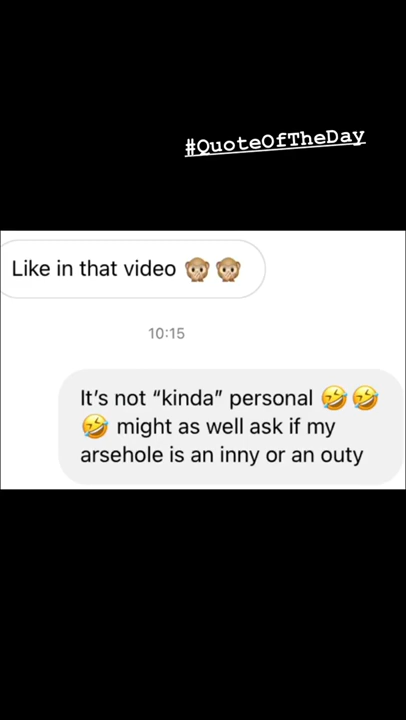 #QuoteOfTheDay
Like in that video 🙊 🙊
10:15
It’s not “kinda” personal 🤣🤣
🤣 might as well ask if my
arsehole is an inny or an outy